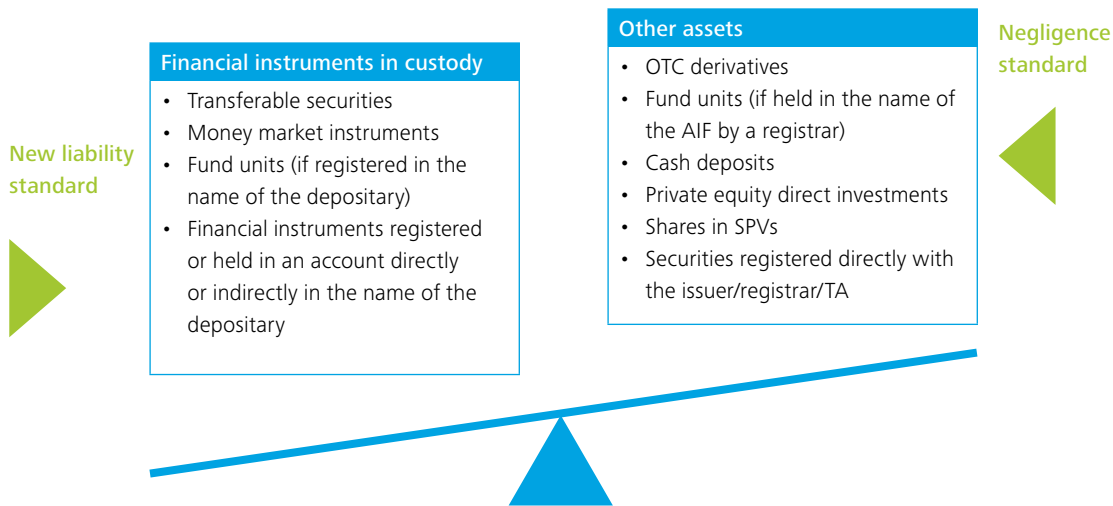 New liability
standard
Financial instruments in custody
• Transferable securities
• Money market instruments
• Fund units (if registered in the
name of the depositary)
• Financial instruments registered
or held in an account directly
or indirectly in the name of the
depositary
Other assets
• OTC derivatives
• Fund units (if held in the name of
the AIF by a registrar)
• Cash deposits
• Private equity direct investments
• Shares in SPVs
• Securities registered directly with
the issuer/registrar/TA
Negligence
standard